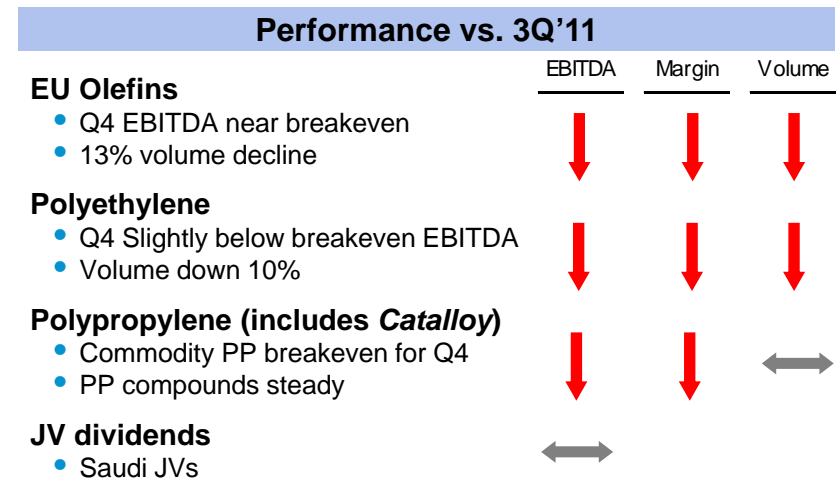 Performance vs. 3Q’11
EBITDA Margin Volume
EU Olefins
• Q4 EBITDA near breakeven
• 13% volume decline
Polyethylene
• Q4 Slightly below breakeven EBITDA
• Volume down 10%
Polypropylene (includes Catalloy)
• Commodity PP breakeven for Q4
• PP compounds steady
JV dividends
• Saudi JVs